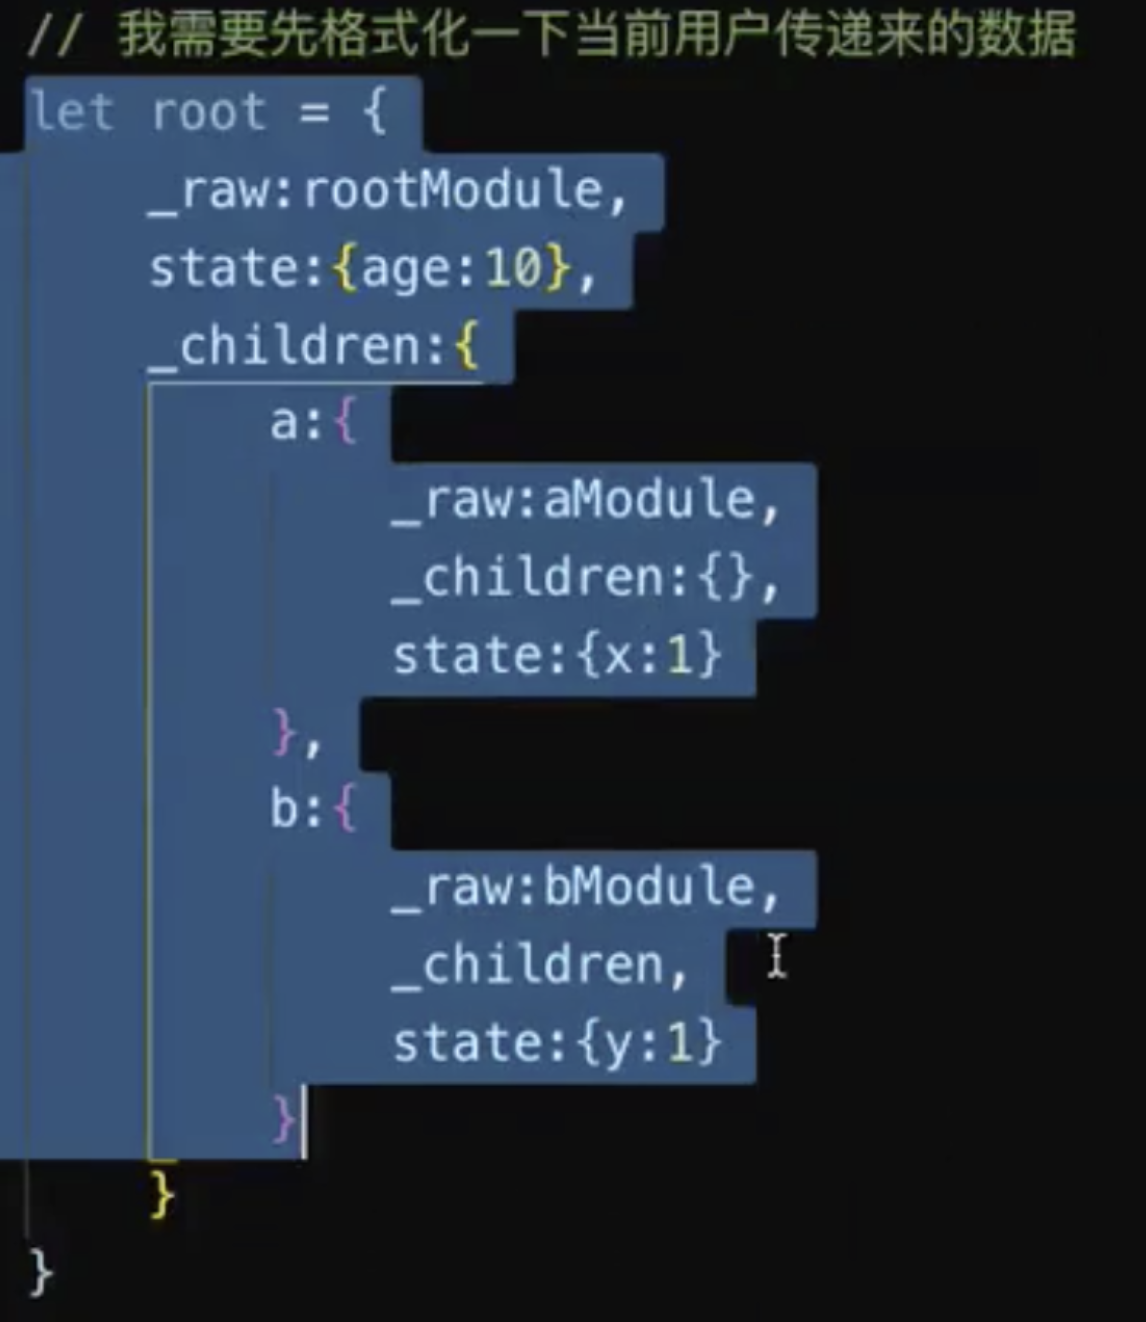 // 我需要先格式化一下当前用户传递来的数据
let root = {
_raw:rootModule,
state:{age:10},
_children:{
a:{
_raw:aModule,
_children:{},
state:{x:1}
},
b:{
_raw:bModule,
_children,
state:{y:1}
}
}
}